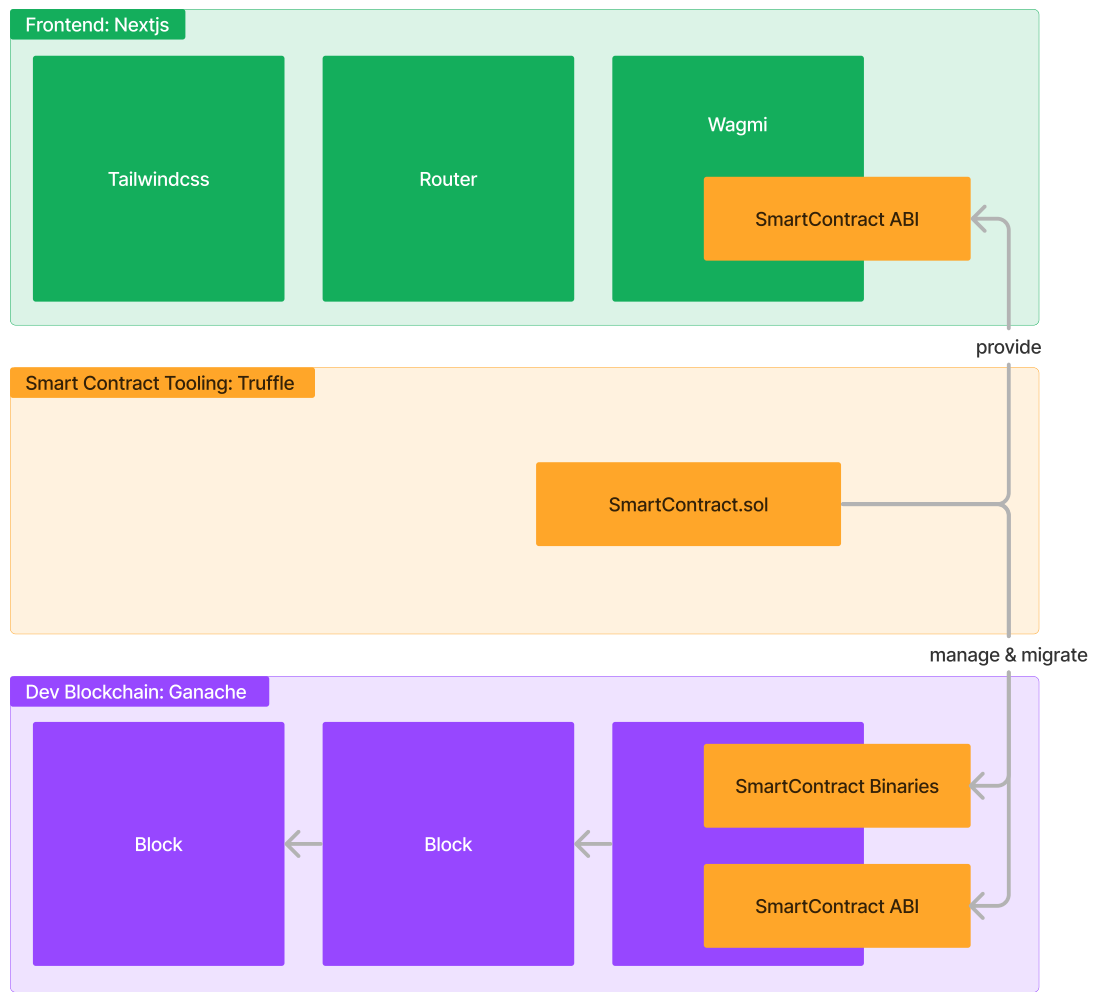 Frontend: Nextjs
Tailwindcss
Router
Wagmi
SmartContract ABI
provide
Smart Contract Tooling: Truffle
SmartContract.sol
manage & migrate
Dev Blockchain: Ganache
Block
Block
SmartContract Binaries
SmartContract ABI